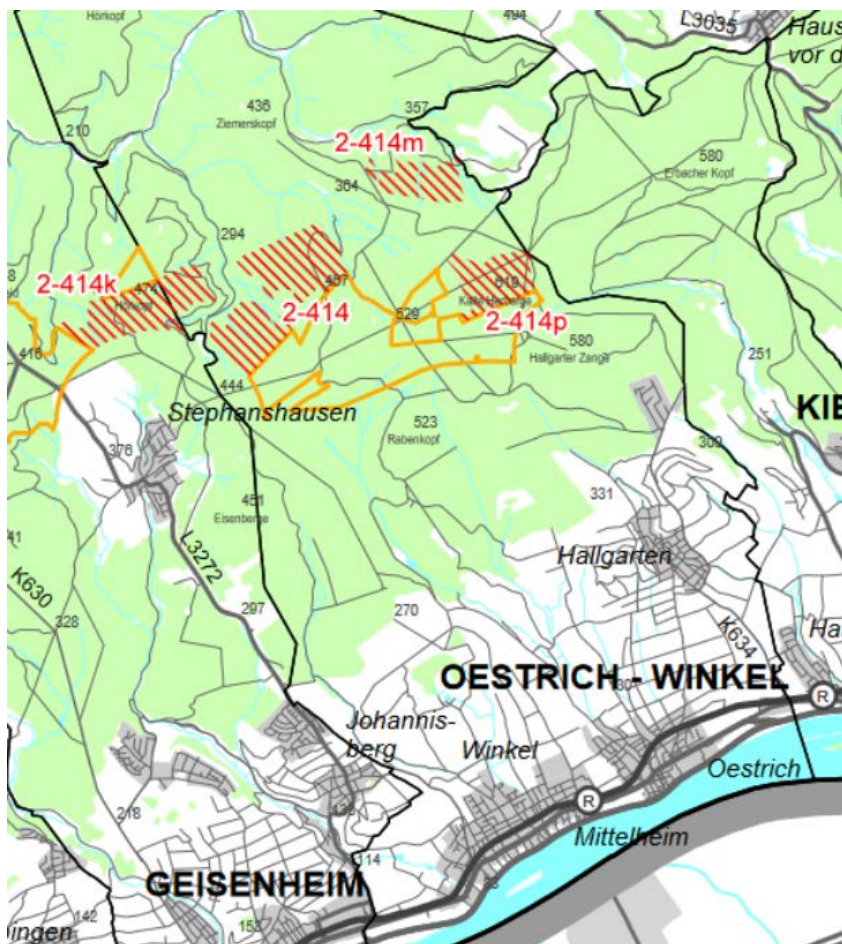 Hörkopf
494
L3035
Haus
vor d
436
Ziemerskopf
357
210
2-414m
580
Erbacher Kopf
364
294
2-414k
474
Hörkopf
467
619
Kalte Herberge
2-414
529
2-414p
416
580
Hallgarter Zange
251
444
Stephanshausen
KIE
523
Rabenkopf
376
309
451
Eisenberge
331
41
Hallgarten
L3272
K630
297
270
328
K634
Ha
OESTRICH - WINKEL
Johannis-
berg
Winkel
R
Oestrich
R
218
Mittelheim
114
GEISENHEIM
142
153
ingen